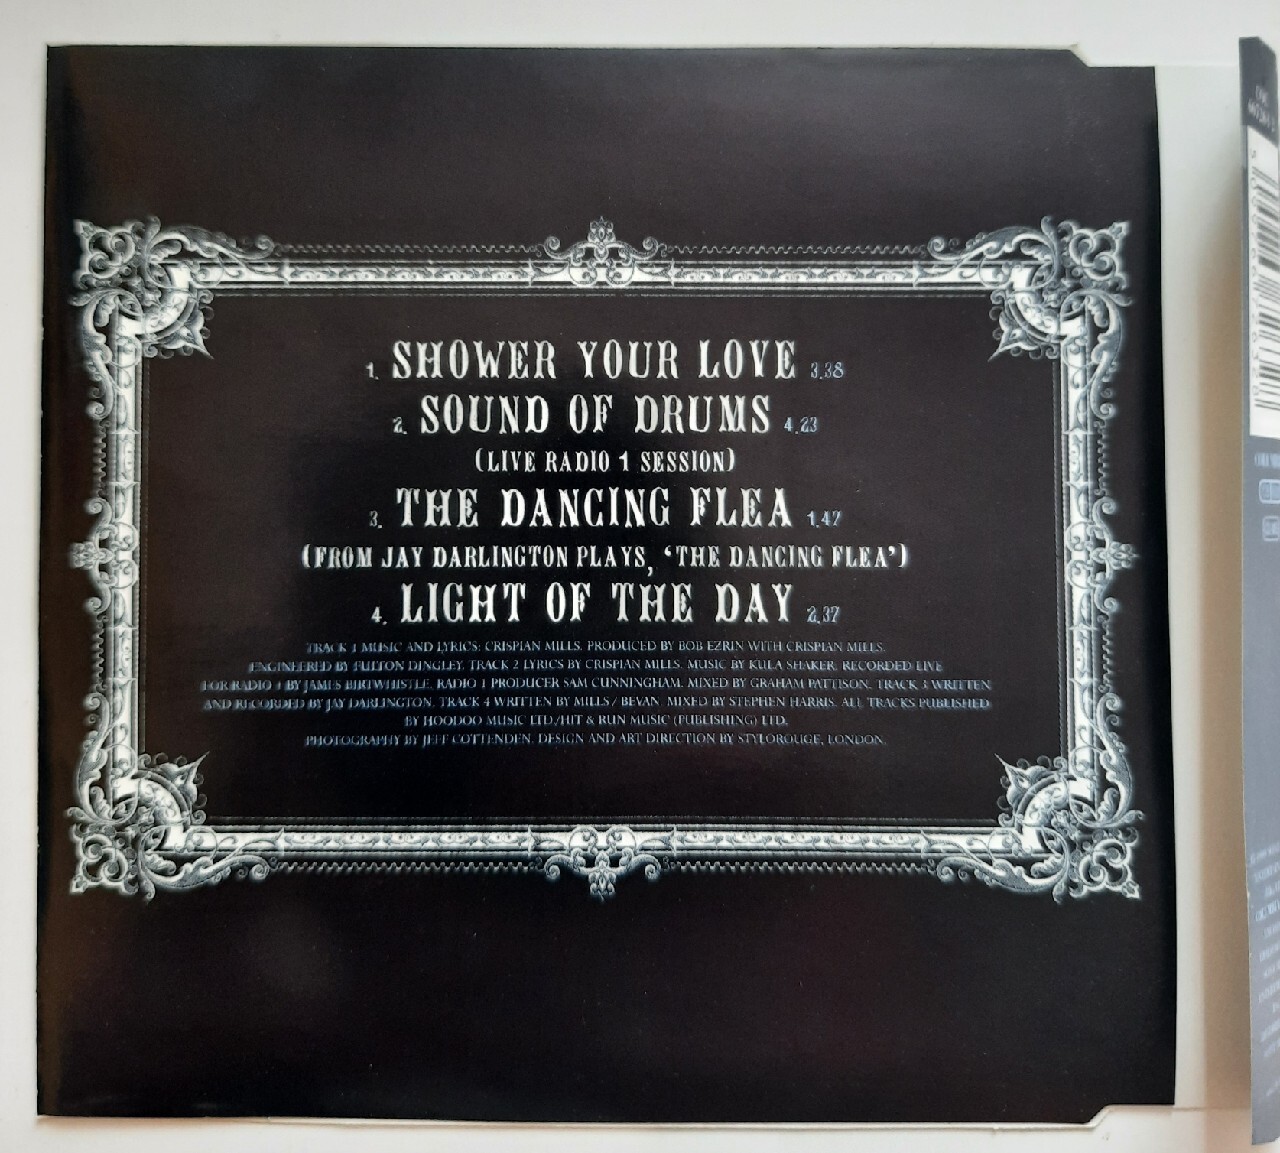 1. SHOWER YOUR LOVE 3.38
2. SOUND OF DRUMS 4.23
(LIVE RADIO 1 SESSION)
3. THE DANCING FLEA 1.47
(FROM JAY DARLINGTON PLAYS, ‘THE DANCING FLEA’)
4. LIGHT OF THE DAY 2.37
TRACK 1 MUSIC AND LYRICS: CRISPIAN MILLS. PRODUCED BY BOB EZRIN WITH CRISPIAN MILLS.
ENGINEERED BY FULTON DINGLEY. TRACK 2 LYRICS BY CRISPIAN MILLS. MUSIC BY KULA SHAKER. RECORDED LIVE
FOR RADIO 1 BY JAMES BIRTWHISTLE. RADIO 1 PRODUCER SAM CUNNINGHAM. MIXED BY GRAHAM PATTISON. TRACK 3 WRITTEN
AND RECORDED BY JAY DARLINGTON. TRACK 4 WRITTEN BY MILLS / BEVAN. MIXED BY STEPHEN HARRIS. ALL TRACKS PUBLISHED
BY HOODOO MUSIC LTD./HIT & RUN MUSIC (PUBLISHING) LTD.
PHOTOGRAPHY BY JEFF COTTENDEN. DESIGN AND ART DIRECTION BY STYLOROUGE, LONDON.